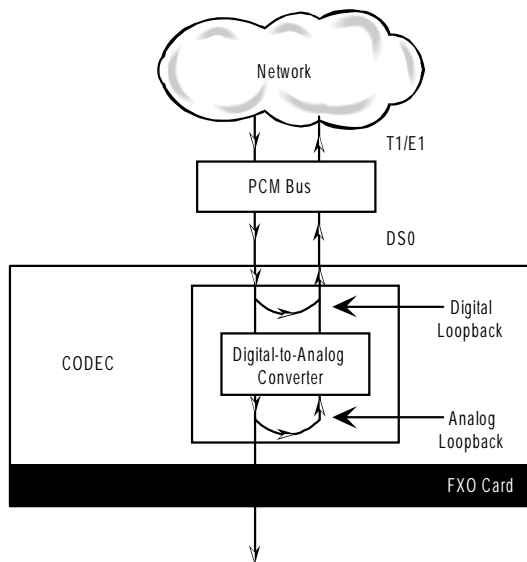 Network
T1/E1
PCM Bus
DS0
Digital
Loopback
CODEC
Digital-to-Analog
Converter
Analog
Loopback
FXO Card